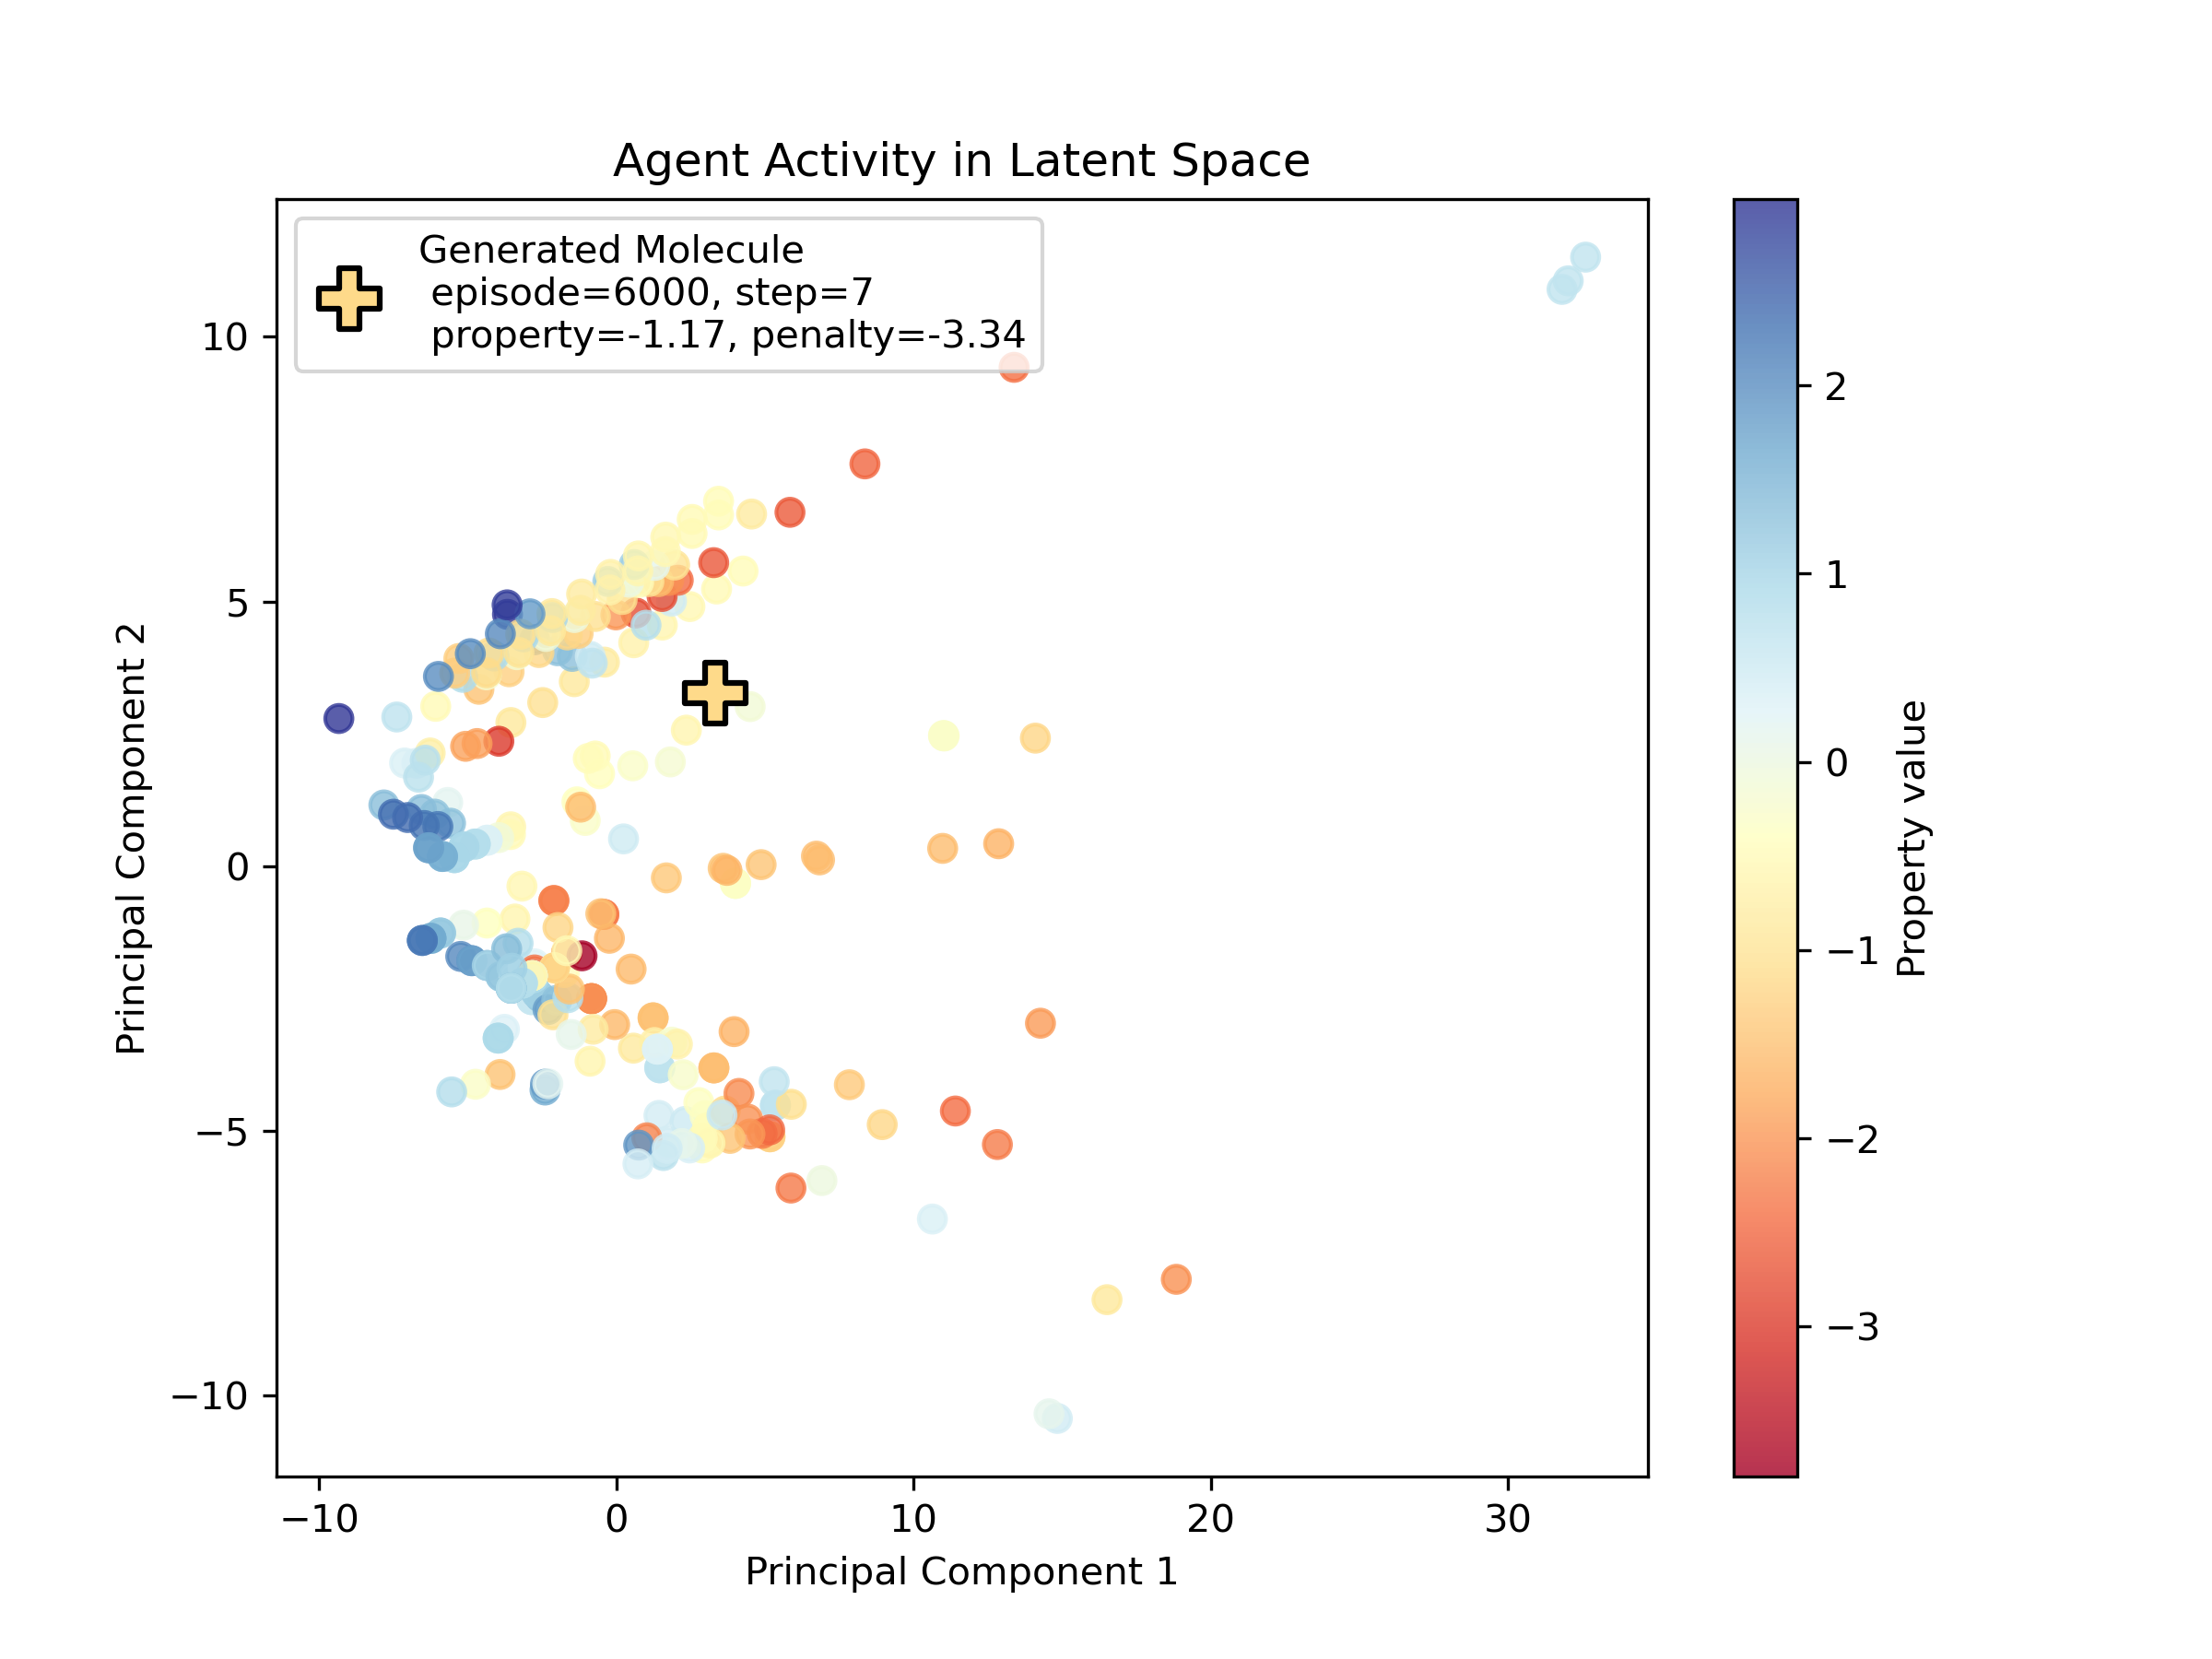 Agent Activity in Latent Space
Generated Molecule
episode=6000, step=7
property=-1.17, penalty=-3.34
10
5
0
−5
−10
Principal Component 2
−10
0
10
20
30
Principal Component 1
2
1
0
−1
−2
−3
Property value